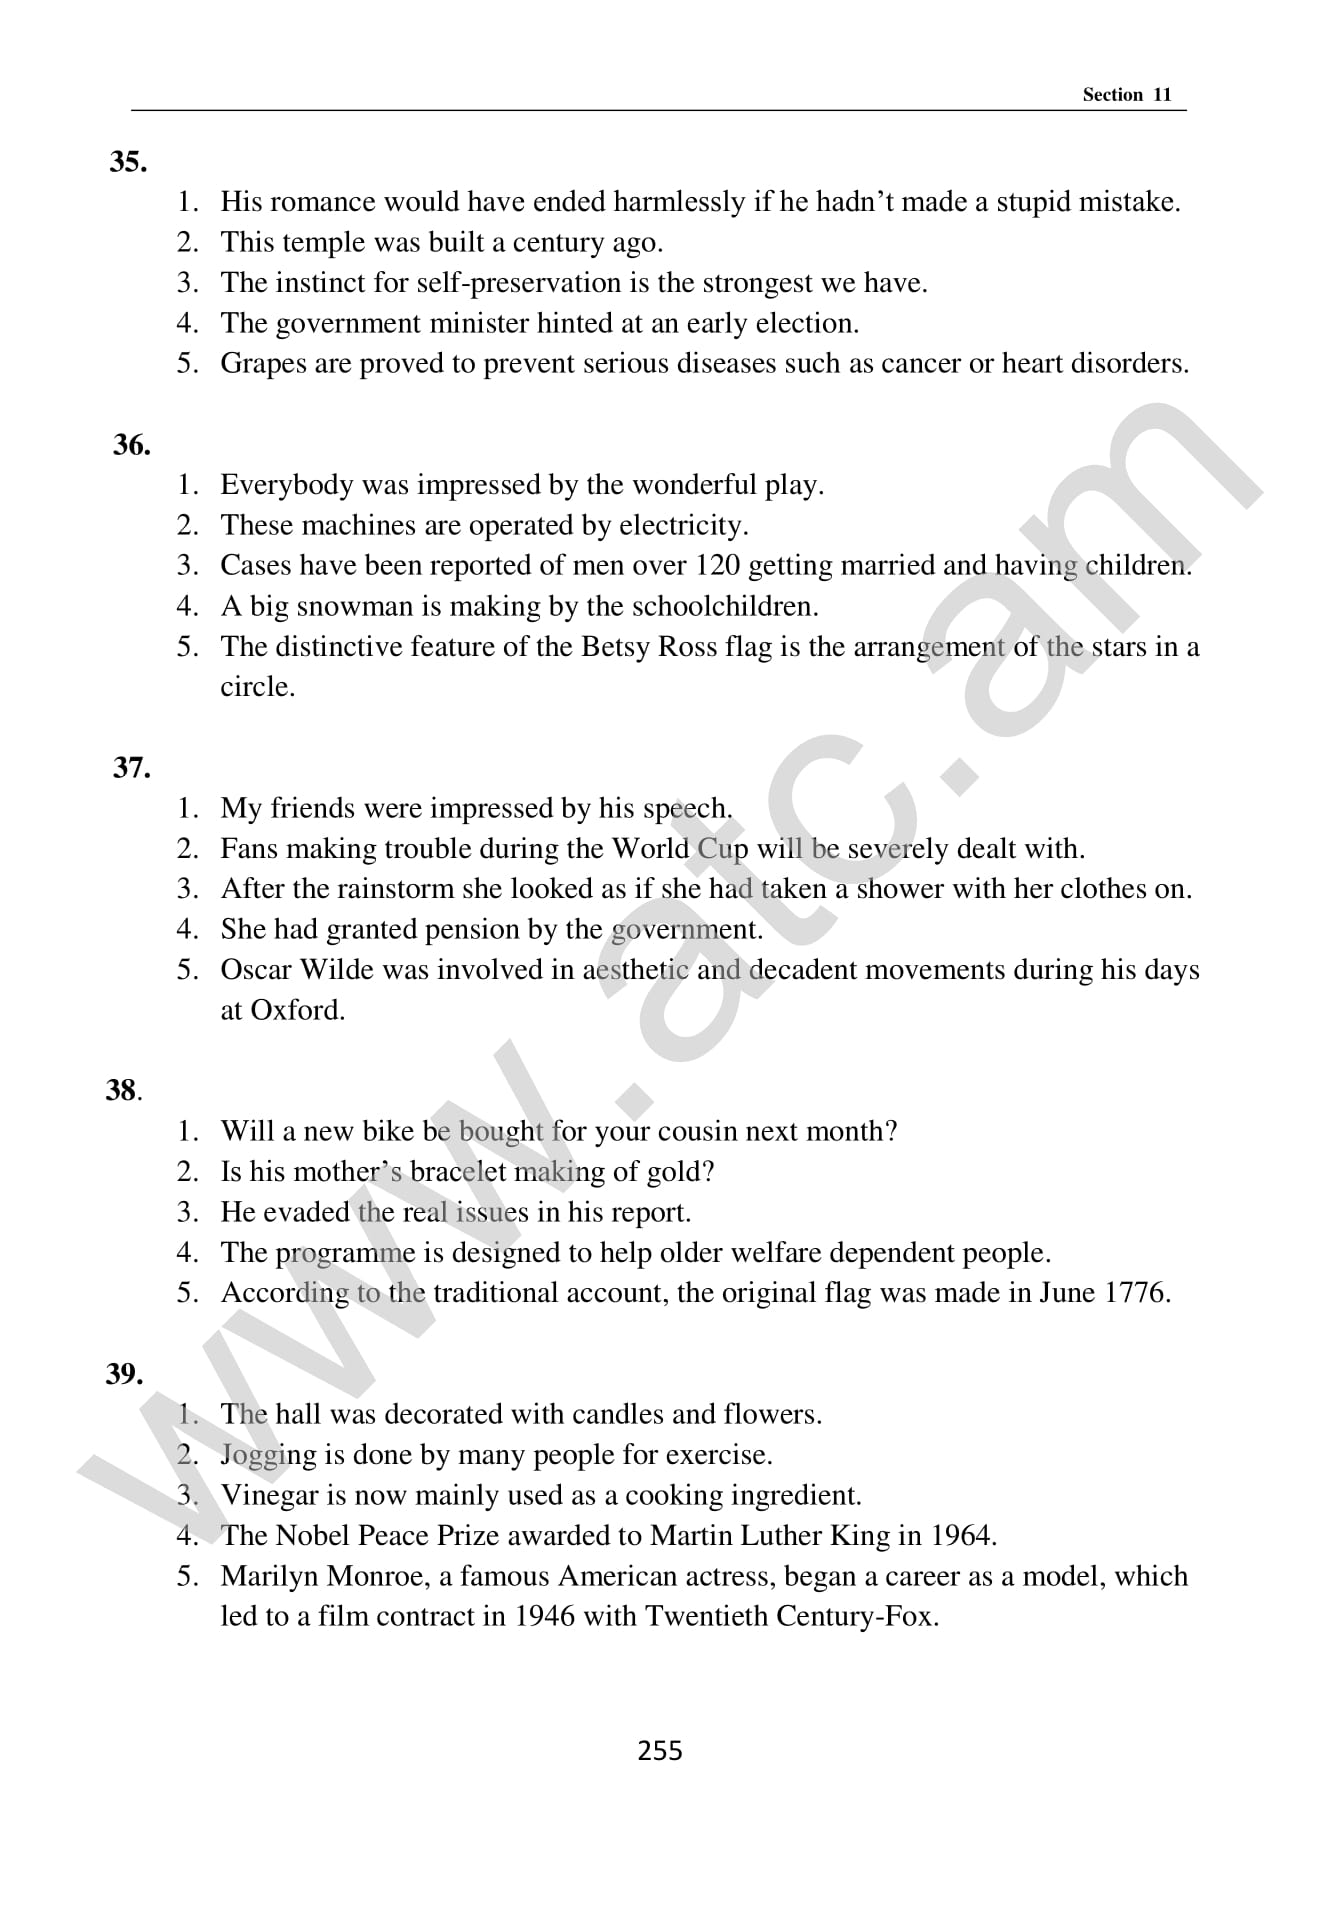 Section 11
35.
1. His romance would have ended harmlessly if he hadn’t made a stupid mistake.
2. This temple was built a century ago.
3. The instinct for self-preservation is the strongest we have.
4. The government minister hinted at an early election.
5. Grapes are proved to prevent serious diseases such as cancer or heart disorders.
36.
1. Everybody was impressed by the wonderful play.
2. These machines are operated by electricity.
3. Cases have been reported of men over 120 getting married and having children.
4. A big snowman is making by the schoolchildren.
5. The distinctive feature of the Betsy Ross flag is the arrangement of the stars in a
circle.
37.
1. My friends were impressed by his speech.
2. Fans making trouble during the World Cup will be severely dealt with.
3. After the rainstorm she looked as if she had taken a shower with her clothes on.
4. She had granted pension by the government.
5. Oscar Wilde was involved in aesthetic and decadent movements during his days
at Oxford.
38.
1. Will a new bike be bought for your cousin next month?
2. Is his mother’s bracelet making of gold?
3. He evaded the real issues in his report.
4. The programme is designed to help older welfare dependent people.
5. According to the traditional account, the original flag was made in June 1776.
39.
1. The hall was decorated with candles and flowers.
2. Jogging is done by many people for exercise.
3. Vinegar is now mainly used as a cooking ingredient.
4. The Nobel Peace Prize awarded to Martin Luther King in 1964.
5. Marilyn Monroe, a famous American actress, began a career as a model, which
led to a film contract in 1946 with Twentieth Century-Fox.
255
www.atc.am